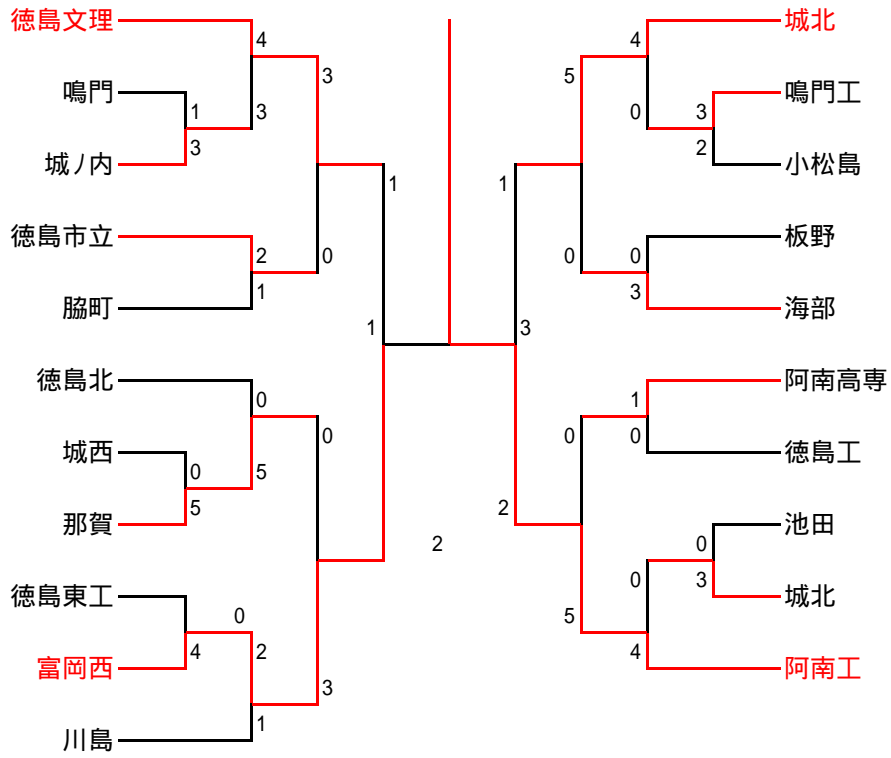 徳島文理
鳴門
城ノ内
徳島市立
脇町
徳島北
城西
那賀
徳島東工
富岡西
川島
4
1
3
3
3
2
1
0
1
1
0
0
5
5
0
0
4
2
1
3
2
城北
鳴門工
小松島
板野
海部
阿南高専
徳島工
池田
城北
阿南工
4
5
0
3
2
1
0
0
3
3
1
0
0
2
0
3
0
5
4